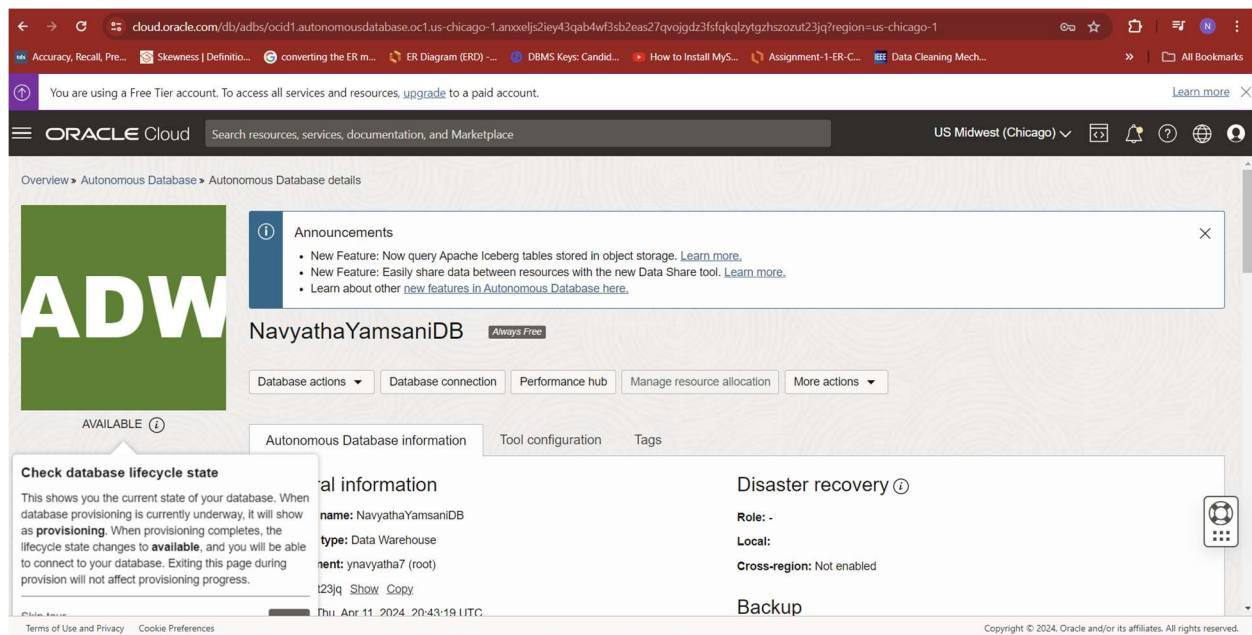 cloud.oracle.com/db/adbs/ocid1.autonomousdatabase.oc1.us-chicago-1.anxxeljs2iey43qab4wf3sb2eas27qvojgdz3fsfqkqlzytgzhszozut23jq?region=us-chicago-1
N
tds Accuracy, Recall, Pre... Skewness | Definitio... converting the ER m... ER Diagram (ERD) -... DBMS Keys: Candid... How to Install MyS... Assignment-1-ER-C... IEEE Data Cleaning Mech... » All Bookmarks
You are using a Free Tier account. To access all services and resources, upgrade to a paid account. Learn more
ORACLE Cloud Search resources, services, documentation, and Marketplace US Midwest (Chicago)
Overview » Autonomous Database » Autonomous Database details
ADW
AVAILABLE
Announcements
• New Feature: Now query Apache Iceberg tables stored in object storage. Learn more.
• New Feature: Easily share data between resources with the new Data Share tool. Learn more.
• Learn about other new features in Autonomous Database here.
NavyathaYamsaniDB Always Free
Database actions Database connection Performance hub Manage resource allocation More actions
Autonomous Database information Tool configuration Tags
Check database lifecycle state
This shows you the current state of your database. When
database provisioning is currently underway, it will show
as provisioning. When provisioning completes, the
lifecycle state changes to available, and you will be able
to connect to your database. Exiting this page during
provision will not affect provisioning progress.
Skip tour
al information
name: NavyathaYamsaniDB
type: Data Warehouse
nent: ynavyatha7 (root)
t23jq Show Copy
Thu, Apr 11, 2024, 20:43:19 UTC
Disaster recovery
Role: -
Local:
Cross-region: Not enabled
Backup
Terms of Use and Privacy Cookie Preferences Copyright © 2024, Oracle and/or its affiliates. All rights reserved.